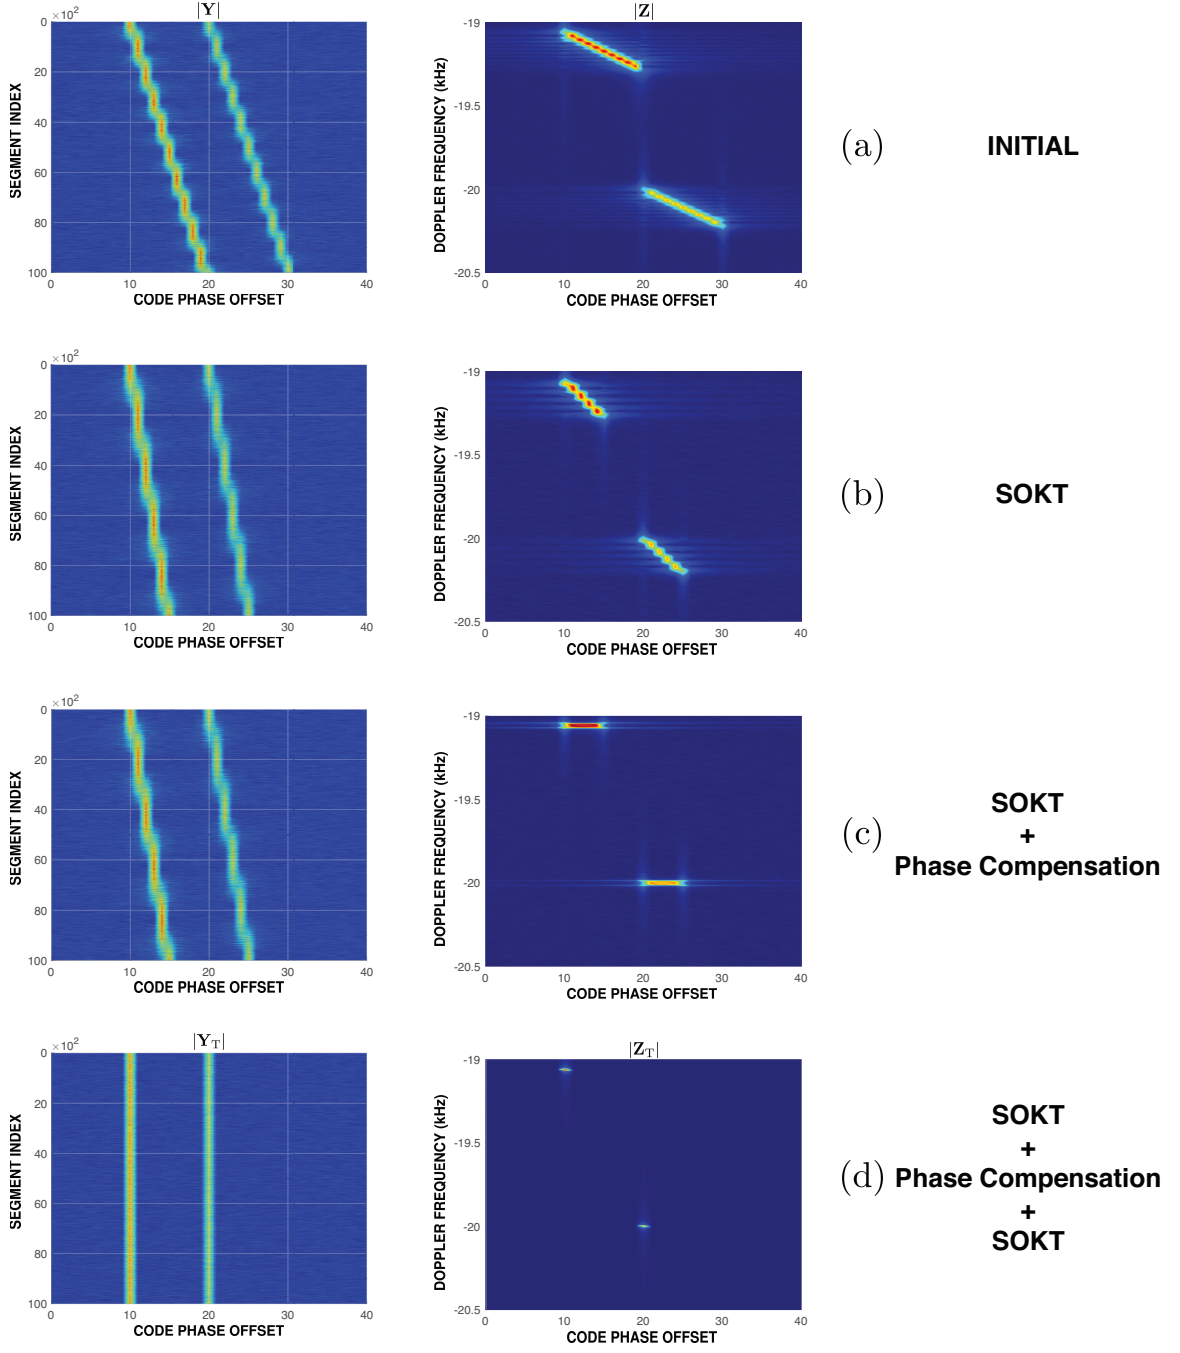 |Y|
×10²
0
20
40
60
80
100
0
10
20
30
40
SEGMENT INDEX
CODE PHASE OFFSET
|Z|
-19
-19.5
-20
-20.5
0
10
20
30
40
DOPPLER FREQUENCY (kHz)
CODE PHASE OFFSET
(a)
INITIAL
×10²
0
20
40
60
80
100
0
10
20
30
40
SEGMENT INDEX
CODE PHASE OFFSET
-19
-19.5
-20
-20.5
0
10
20
30
40
DOPPLER FREQUENCY (kHz)
CODE PHASE OFFSET
(b)
SOKT
×10²
0
20
40
60
80
100
0
10
20
30
40
SEGMENT INDEX
CODE PHASE OFFSET
-19
-19.5
-20
-20.5
0
10
20
30
40
DOPPLER FREQUENCY (kHz)
CODE PHASE OFFSET
(c)
SOKT
+
Phase Compensation
|Y_T|
×10²
0
20
40
60
80
100
0
10
20
30
40
SEGMENT INDEX
CODE PHASE OFFSET
|Z_T|
-19
-19.5
-20
-20.5
0
10
20
30
40
DOPPLER FREQUENCY (kHz)
CODE PHASE OFFSET
(d)
SOKT
+
Phase Compensation
+
SOKT